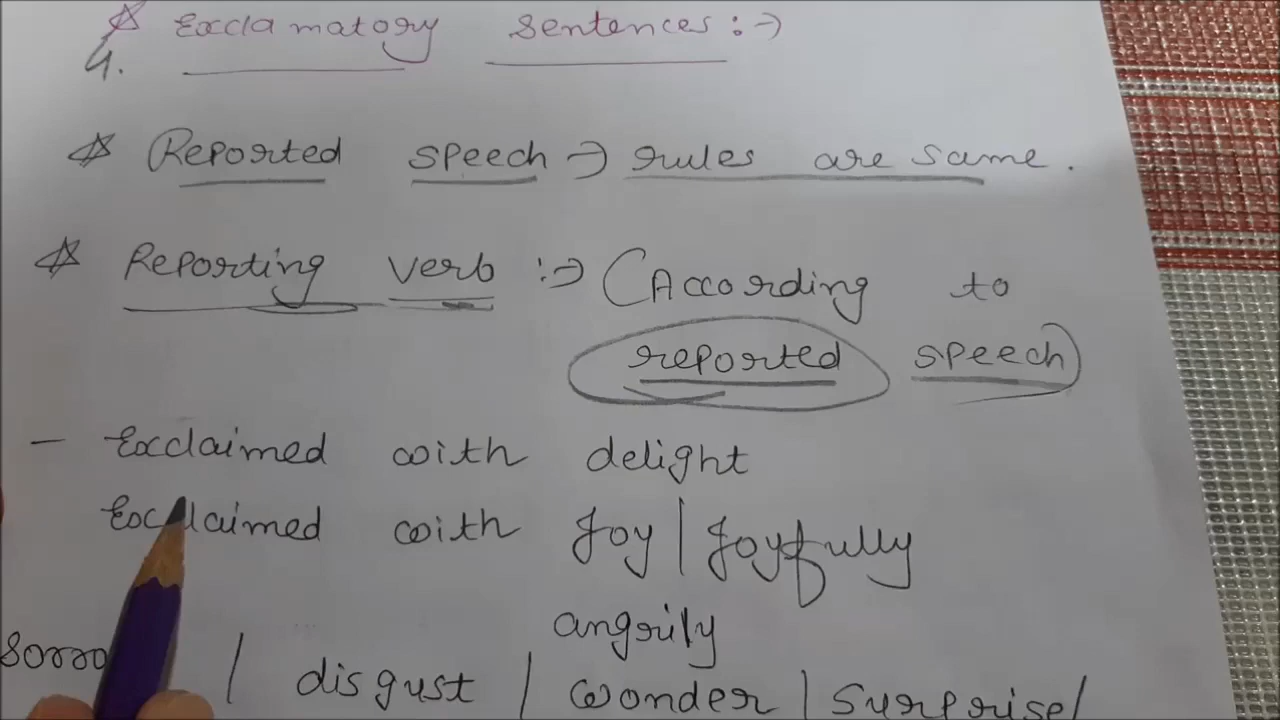 ☆ Exclamatory Sentences :→
4.
☆ Reported speech → rules are same.
☆ Reporting verb :→ (According to
reported speech)
- Exclaimed with delight
Exclaimed with Joy | Joyfully
angrily
| disgust | wonder | surprise /